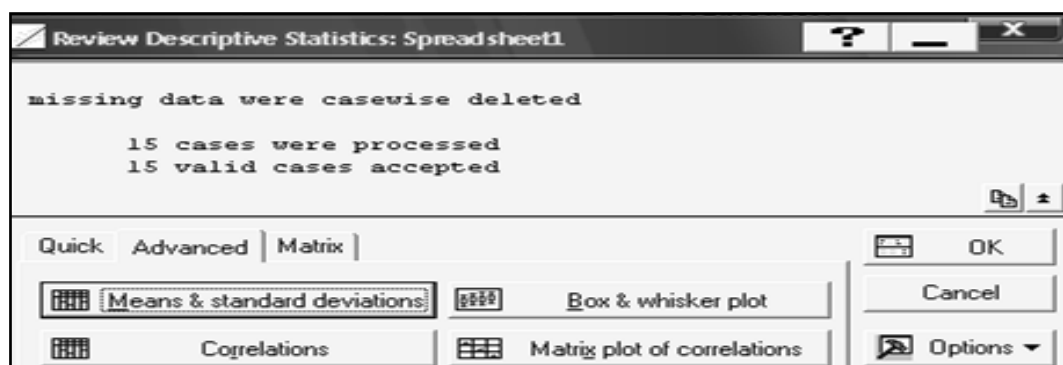 Review Descriptive Statistics: Spreadsheet1 ? _ x
missing data were casewise deleted
15 cases were processed
15 valid cases accepted
Quick Advanced Matrix OK
Means & standard deviations Box & whisker plot Cancel
Correlations Matrix plot of correlations Options